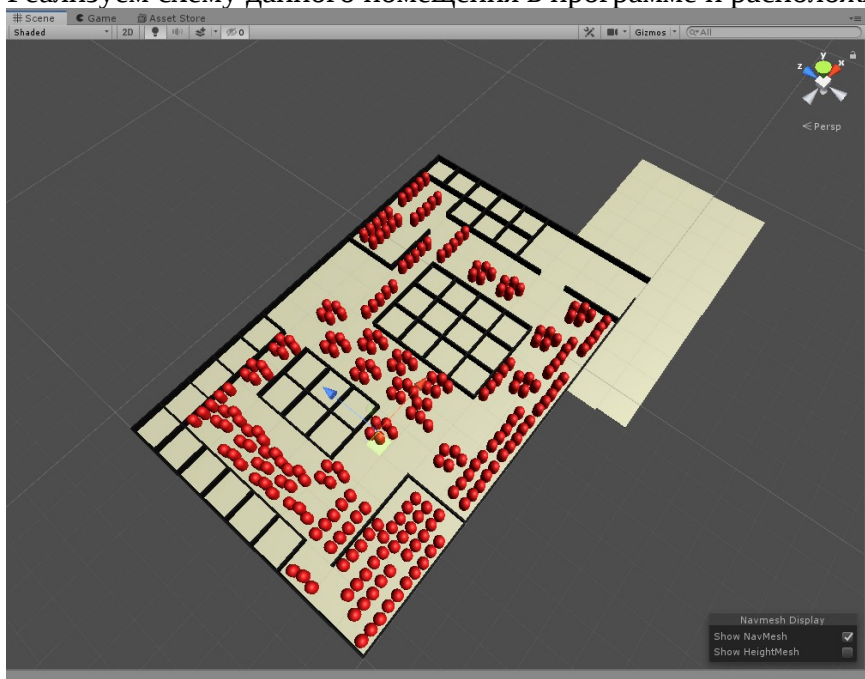 Реализуем схему данного помещения в программе и располож
Scene Game Asset Store
Shaded 2D 0 Gizmos All
y
z x
Persp
Navmesh Display
Show NavMesh
Show HeightMesh